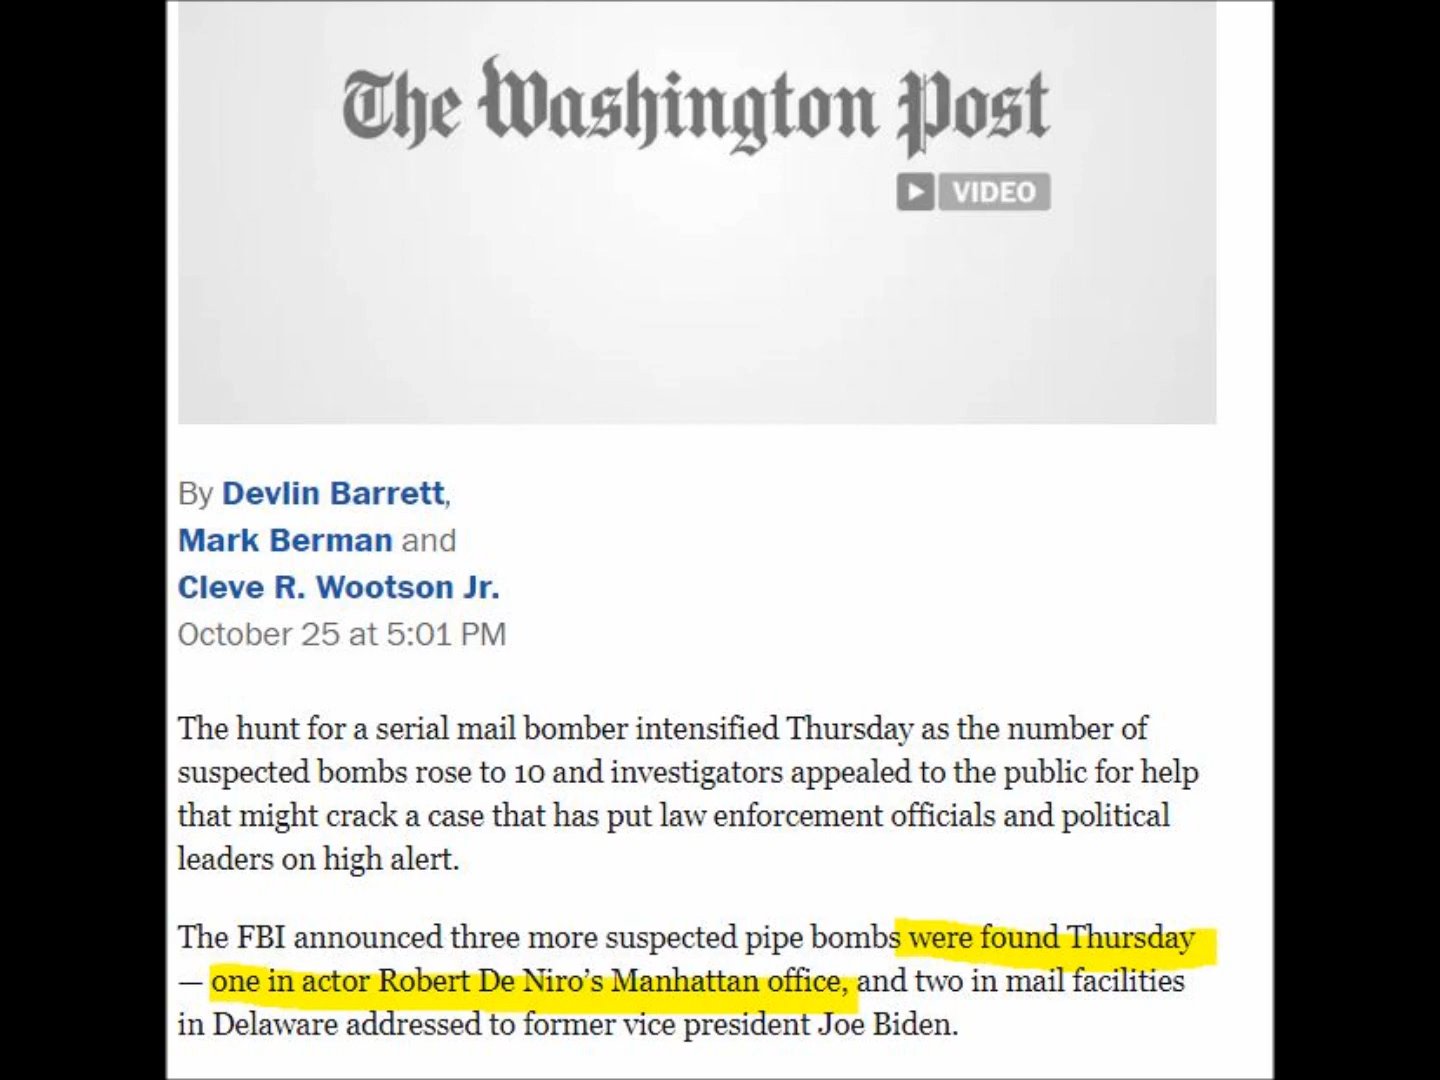 The Washington Post
VIDEO
By Devlin Barrett,
Mark Berman and
Cleve R. Wootson Jr.
October 25 at 5:01 PM
The hunt for a serial mail bomber intensified Thursday as the number of
suspected bombs rose to 10 and investigators appealed to the public for help
that might crack a case that has put law enforcement officials and political
leaders on high alert.
The FBI announced three more suspected pipe bombs were found Thursday
— one in actor Robert De Niro’s Manhattan office, and two in mail facilities
in Delaware addressed to former vice president Joe Biden.